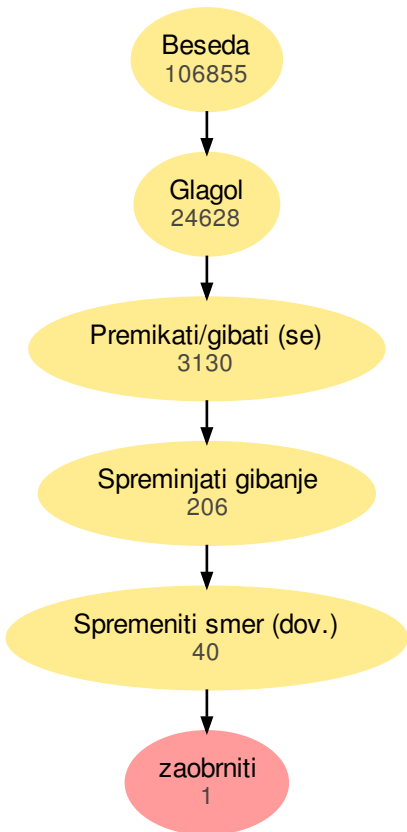 Beseda
106855
Glagol
24628
Premikati/gibati (se)
3130
Spreminjati gibanje
206
Spremeniti smer (dov.)
40
zaobrniti
1